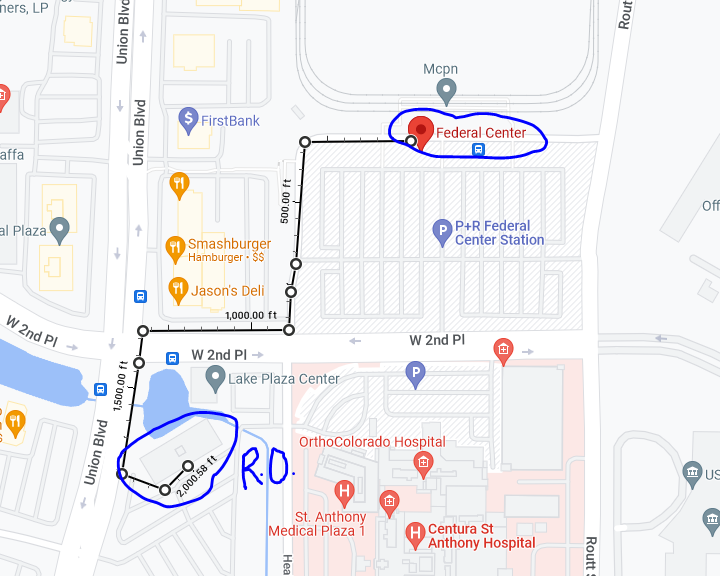 ners, LP
Union Blvd
Rout
Mcpn
FirstBank
Union Blvd
Federal Center
affa
500.00 ft
Off
al Plaza
P+R Federal
Center Station
Smashburger
Hamburger • $$
Jason's Deli
1,000.00 ft
W 2nd Pl
W 2nd Pl
W 2nd Pl
1,500.00 ft
Lake Plaza Center
P
Union Blvd
2,000.58 ft
R.O.
OrthoColorado Hospital
US
St. Anthony
Medical Plaza 1
Centura St
Anthony Hospital
Hea
Routt S